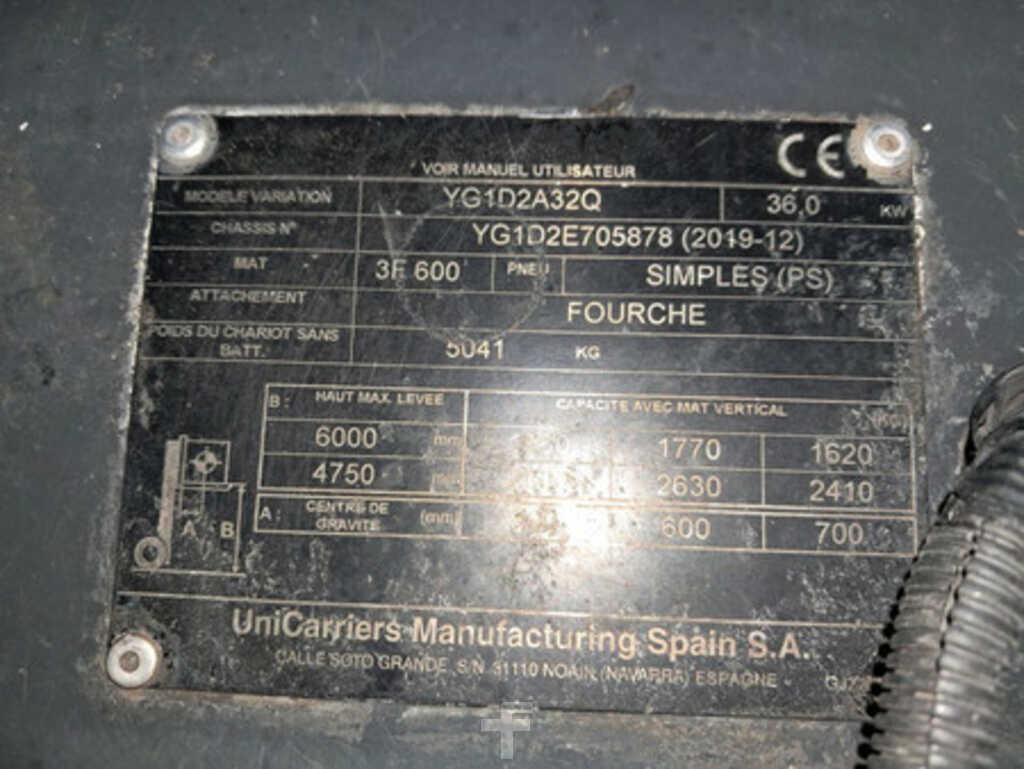 CE
VOIR MANUEL UTILISATEUR
MODELE VARIATION YG1D2A32Q 36,0 KW
CHASSIS N° YG1D2E705878 (2019-12)
MAT 3F 600 PNEU SIMPLES (PS)
ATTACHEMENT FOURCHE
POIDS DU CHARIOT SANS
BATT. 5041 KG
B: HAUT MAX. LEVEE CAPACITE AVEC MAT VERTICAL (KG)
6000 mm 1770 1620
4750 2630 2410
A: CENTRE DE
GRAVITE (mm) 600 700
A B
UniCarriers Manufacturing Spain S.A.
CALLE SOTO GRANDE, S/N 31110 NOAIN, (NAVARRA) ESPAGNE